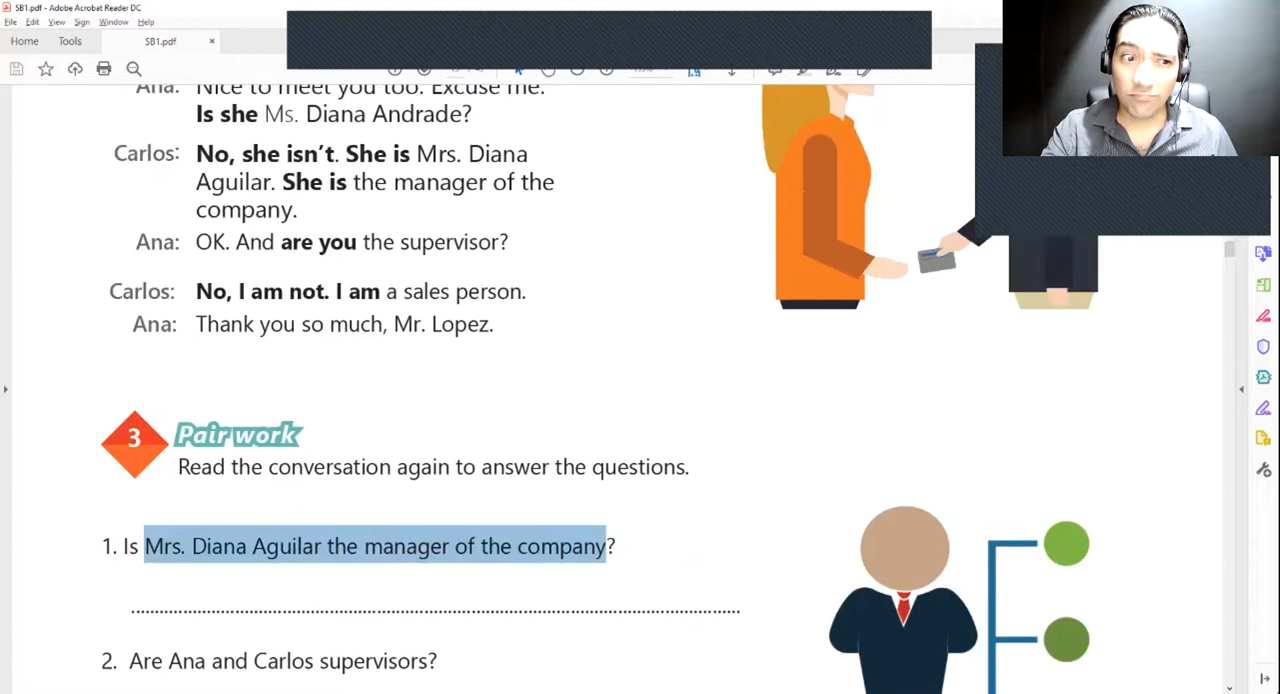 SB1.pdf - Adobe Acrobat Reader DC
File Edit View Sign Window Help
Home Tools SB1.pdf ×
Ana: Nice to meet you too. Excuse me.
Is she Ms. Diana Andrade?
Carlos: No, she isn't. She is Mrs. Diana
Aguilar. She is the manager of the
company.
Ana: OK. And are you the supervisor?
Carlos: No, I am not. I am a sales person.
Ana: Thank you so much, Mr. Lopez.
3 Pair work
Read the conversation again to answer the questions.
1. Is Mrs. Diana Aguilar the manager of the company?
2. Are Ana and Carlos supervisors?